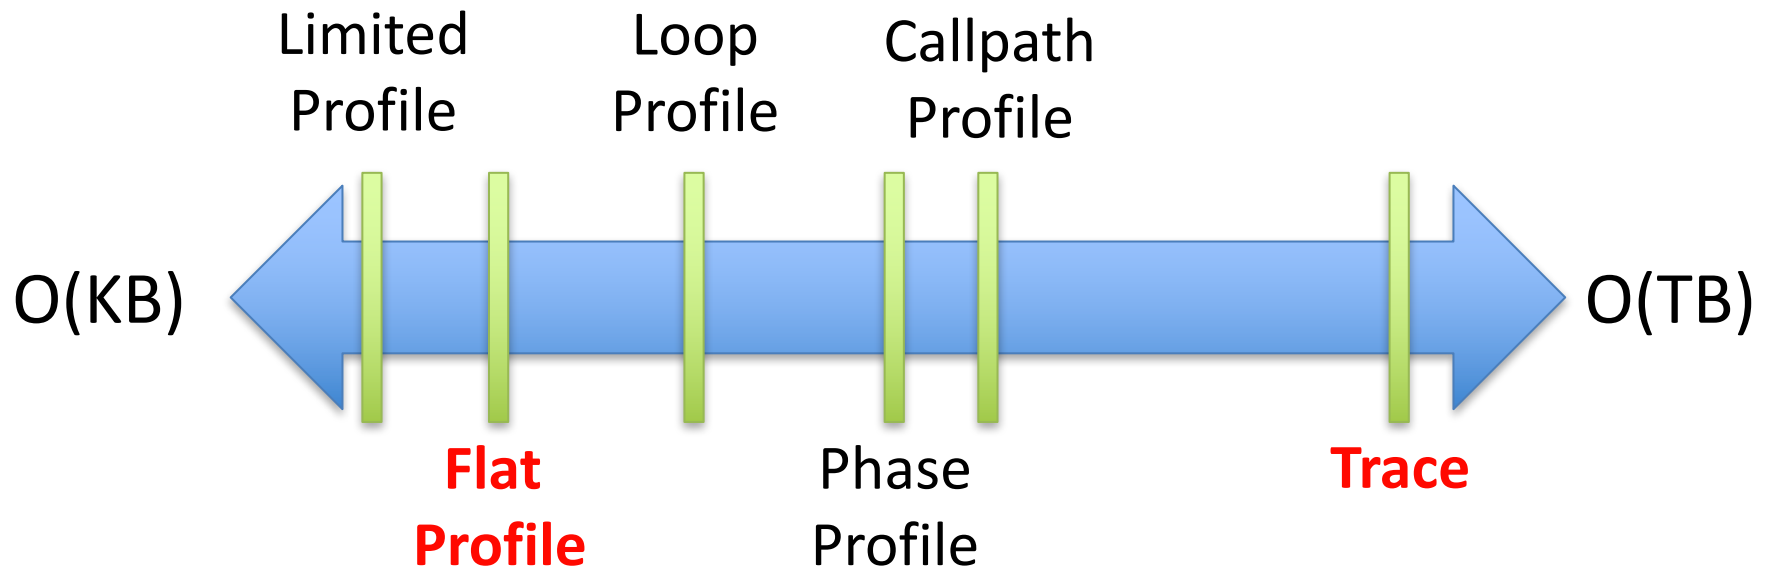 Limited
Profile
Loop
Profile
Callpath
Profile
O(KB)
O(TB)
Flat
Profile
Phase
Profile
Trace